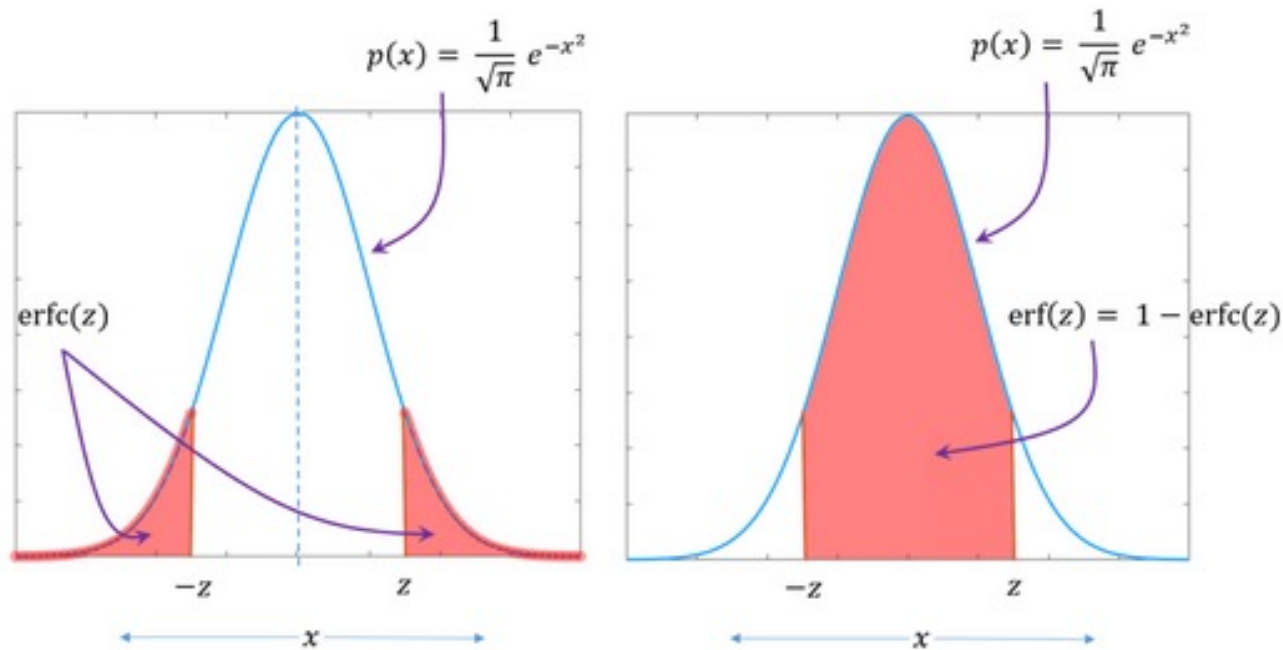 p(x) = 1/√π e^{-x²}
erfc(z)
−z
z
x
p(x) = 1/√π e^{-x²}
erf(z) = 1 − erfc(z)
−z
z
x